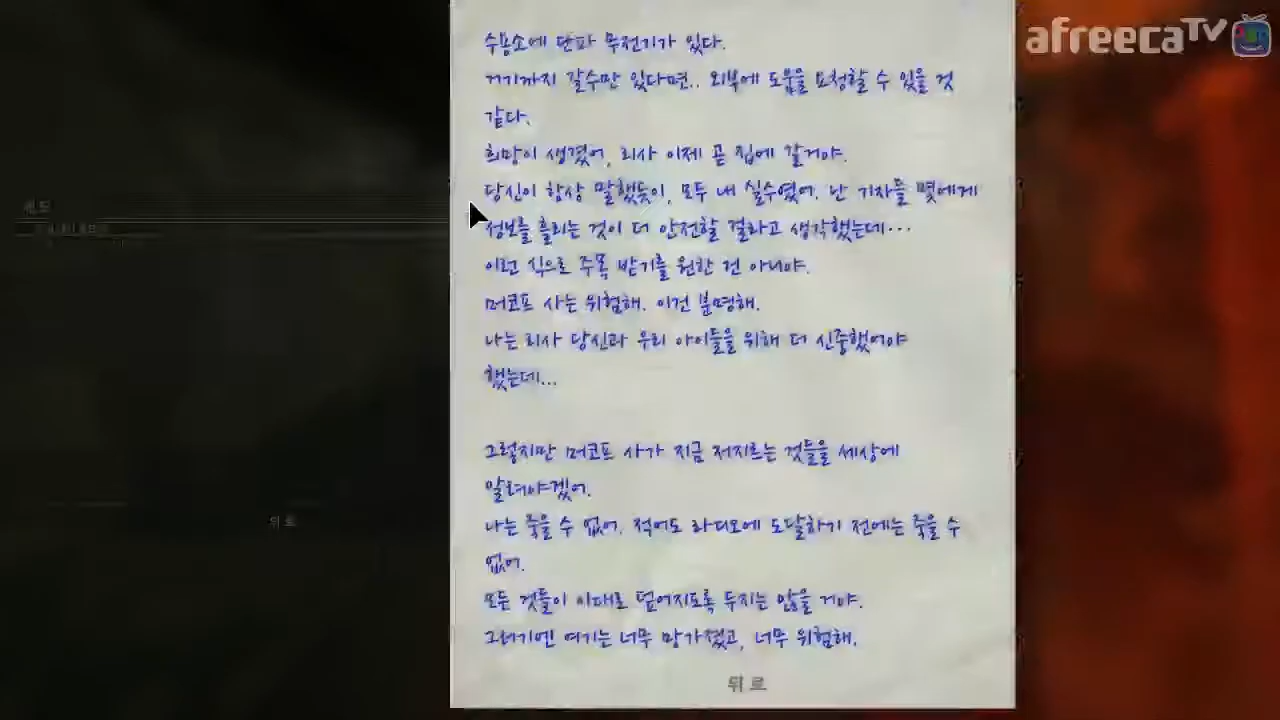 afreecaTV
수용소에 단파 무전기가 있다.
거기까지 갈수만 있다면.. 외부에 도움을 요청할 수 있을 것
같다.
희망이 생겼어, 리사 이제 곧 집에 갈거야.
당신이 항상 말했듯이, 모두 내 실수였어. 난 기자들 몇에게
정보를 흘리는 것이 더 안전할 걸라고 생각했는데...
이런 식으로 주목 받기를 원한 건 아니야.
머코프 사는 위험해. 이건 분명해.
나는 리사 당신과 우리 아이들을 위해 더 신중했어야
했는데...
그렇지만 머코프 사가 지금 저지르는 것들을 세상에
알려야겠어.
나는 죽을 수 없어. 적어도 라디오에 도달하기 전에는 죽을 수
없어.
모든 것들이 이대로 덮어지도록 두지는 않을 거야.
그러기엔 여기는 너무 망가졌고, 너무 위험해.
뒤로
뒤로